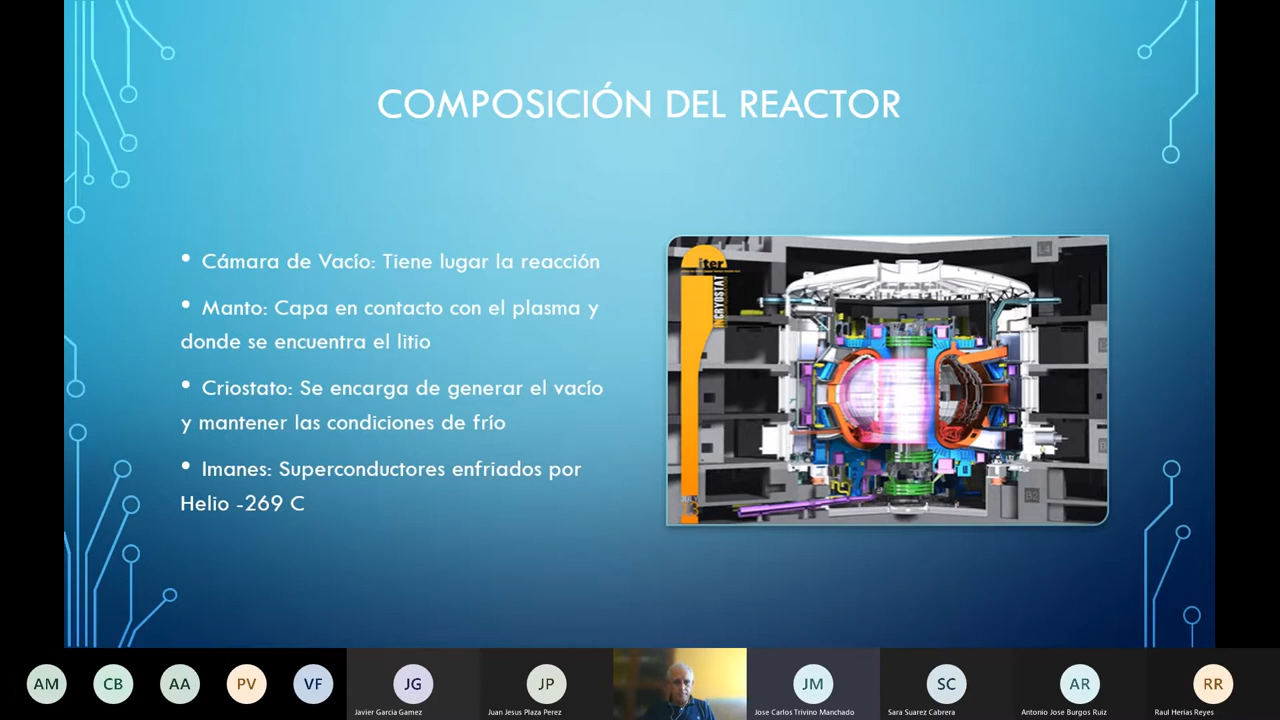 COMPOSICIÓN DEL REACTOR
• Cámara de Vacío: Tiene lugar la reacción
• Manto: Capa en contacto con el plasma y
donde se encuentra el litio
• Criostato: Se encarga de generar el vacío
y mantener las condiciones de frío
• Imanes: Superconductores enfriados por
Helio -269 C
iter
CRYOSTAT
AM
CB
AA
PV
VF
JG
Javier Garcia Gamez
JP
Juan Jesus Plaza Perez
JM
Jose Carlos Trivino Manchado
SC
Sara Suarez Cabrera
AR
Antonio Jose Burgos Ruiz
RR
Raul Herias Reyes